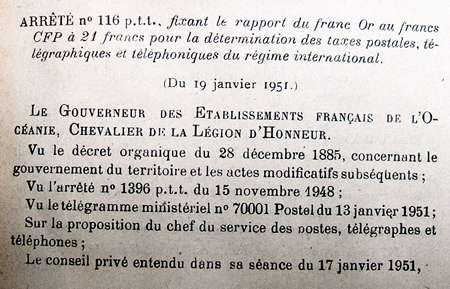 ARRÊTÉ n° 116 p.t.t., fixant le rapport du franc Or au francs
CFP à 21 francs pour la détermination des taxes postales, té-
légraphiques et téléphoniques du régime international.
(Du 19 janvier 1951.)
LE GOUVERNEUR DES ETABLISSEMENTS FRANÇAIS DE L'O-
CÉANIE, CHEVALIER DE LA LÉGION D'HONNEUR.
Vu le décret organique du 28 décembre 1885, concernant le
gouvernement du territoire et les actes modificatifs subséquents ;
Vu l'arrêté n° 1396 p.t.t. du 15 novembre 1948 ;
Vu le télégramme ministériel n° 70001 Postel du 13 janvier 1951 ;
Sur la proposition du chef du service des postes, télégraphes et
téléphones ;
Le conseil privé entendu dans sa séance du 17 janvier 1951,